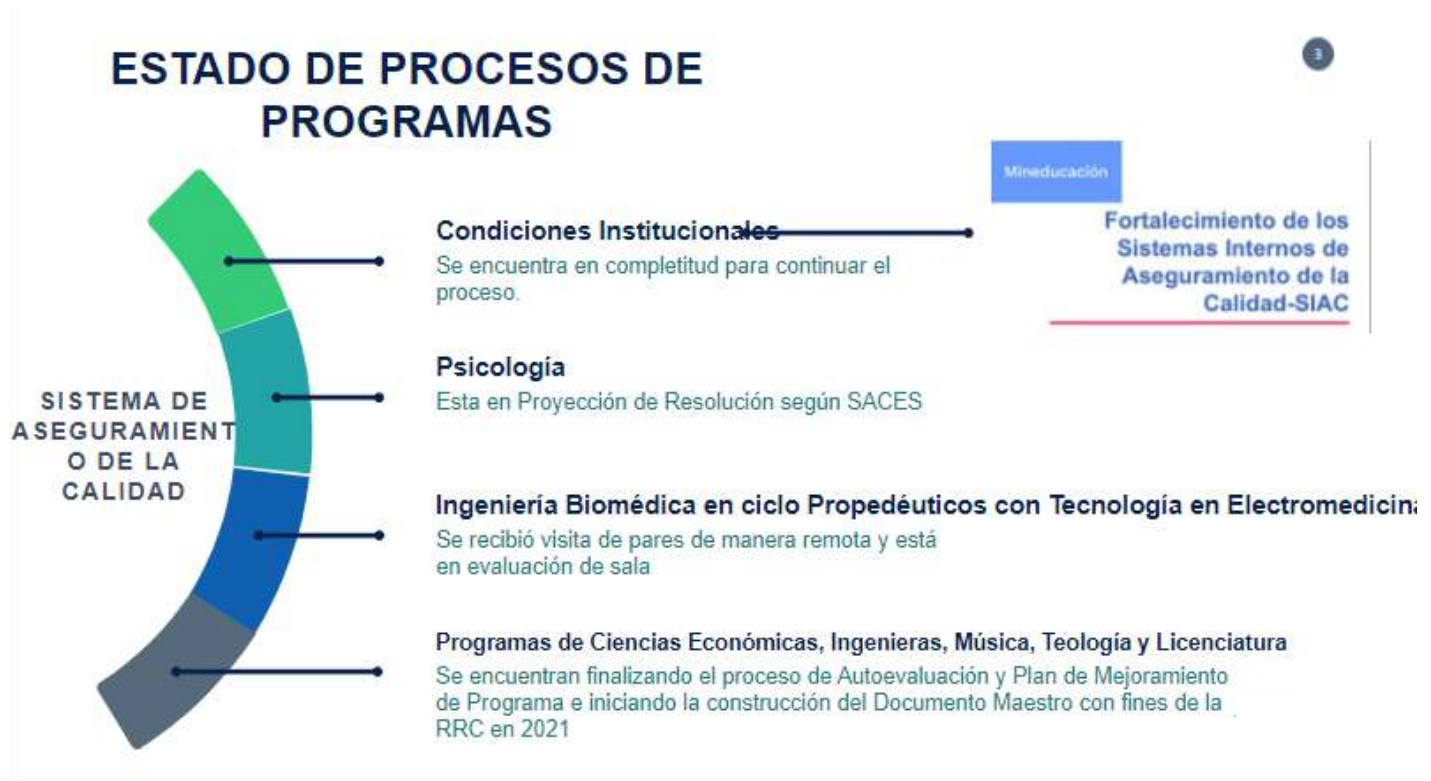 ESTADO DE PROCESOS DE
PROGRAMAS
3
Mineducación
Fortalecimiento de los
Sistemas Internos de
Aseguramiento de la
Calidad-SIAC
Condiciones Institucionales
Se encuentra en completitud para continuar el
proceso.
Psicología
Esta en Proyección de Resolución según SACES
SISTEMA DE
ASEGURAMIENT
O DE LA
CALIDAD
Ingeniería Biomédica en ciclo Propedéuticos con Tecnología en Electromedicina
Se recibió visita de pares de manera remota y está
en evaluación de sala
Programas de Ciencias Económicas, Ingenieras, Música, Teología y Licenciatura
Se encuentran finalizando el proceso de Autoevaluación y Plan de Mejoramiento
de Programa e iniciando la construcción del Documento Maestro con fines de la
RRC en 2021